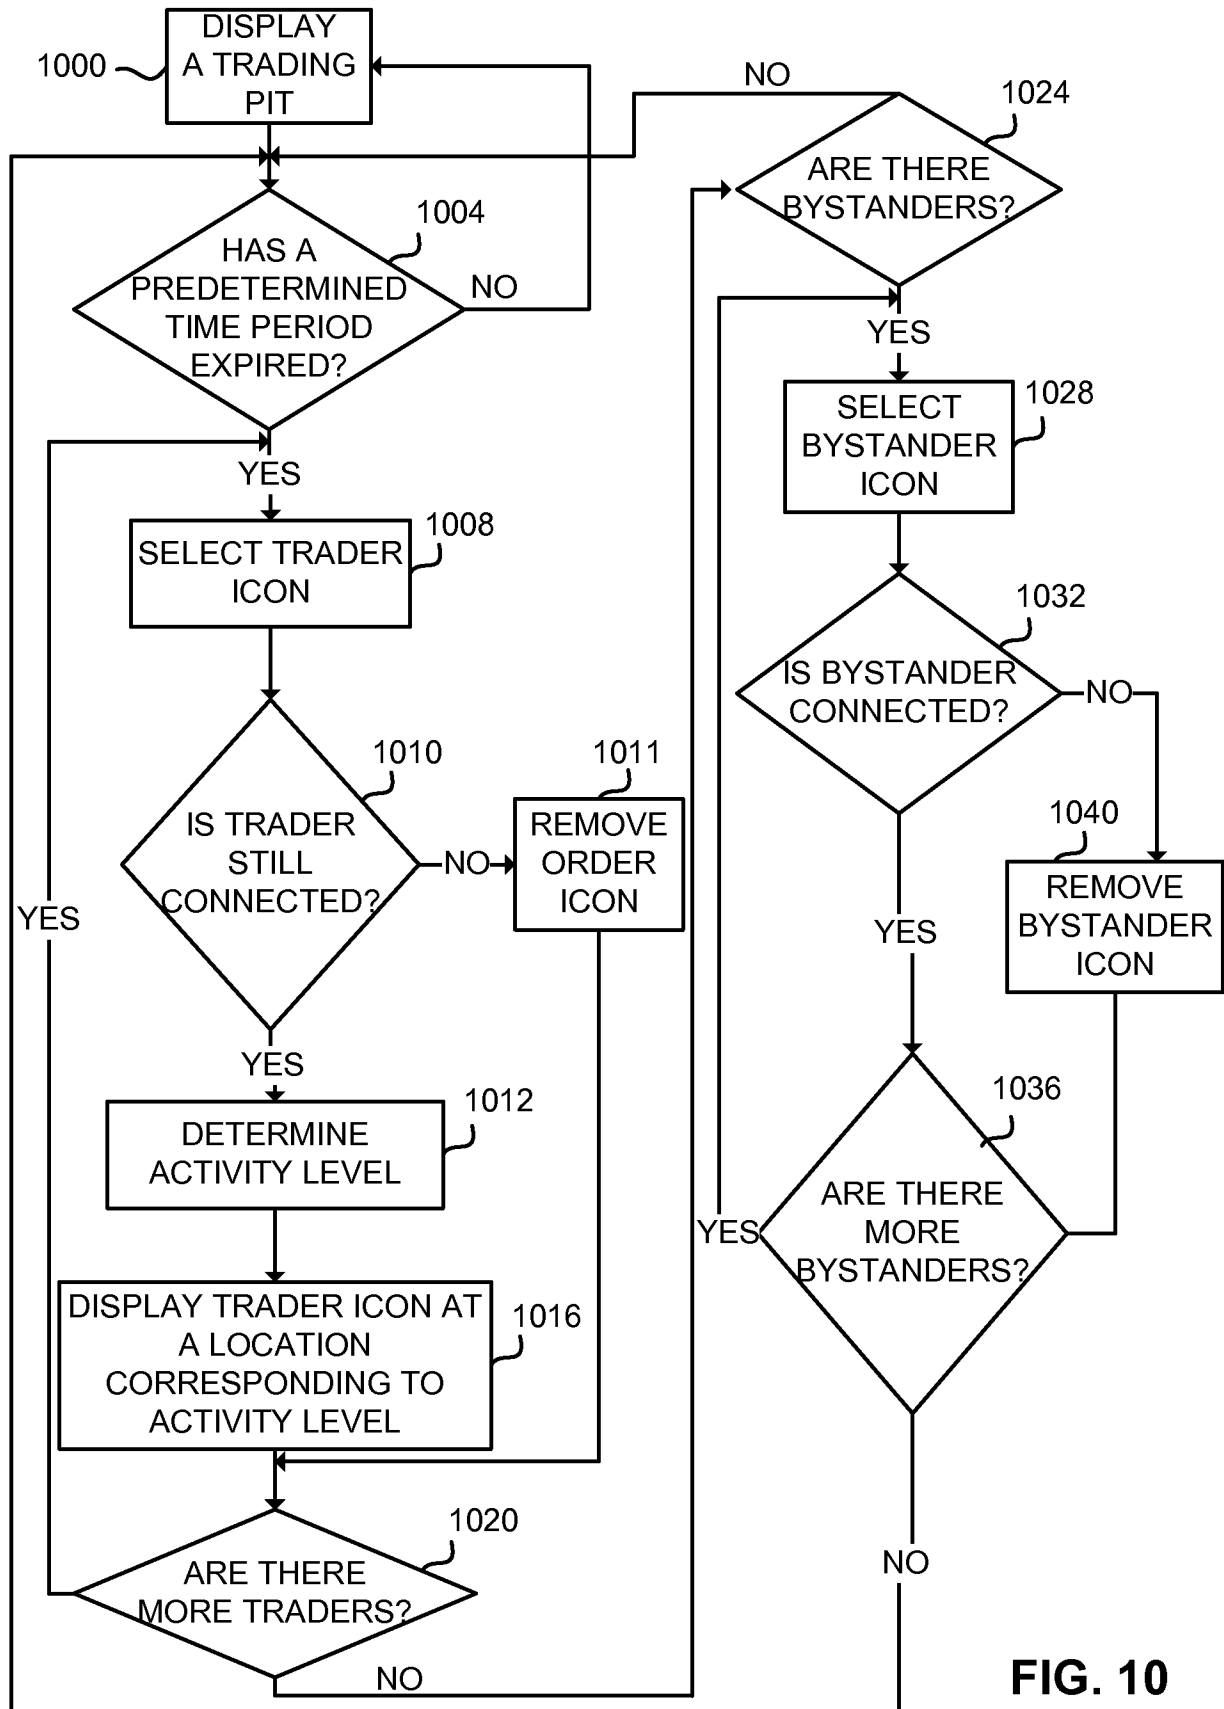 DISPLAY
A TRADING
PIT
1000
HAS A
PREDETERMINED
TIME PERIOD
EXPIRED?
1004
NO
YES
SELECT TRADER
ICON
1008
IS TRADER
STILL
CONNECTED?
1010
NO
REMOVE
ORDER
ICON
1011
YES
DETERMINE
ACTIVITY LEVEL
1012
DISPLAY TRADER ICON AT
A LOCATION
CORRESPONDING TO
ACTIVITY LEVEL
1016
ARE THERE
MORE TRADERS?
1020
YES
NO
ARE THERE
BYSTANDERS?
1024
NO
YES
SELECT
BYSTANDER
ICON
1028
IS BYSTANDER
CONNECTED?
1032
NO
REMOVE
BYSTANDER
ICON
1040
YES
ARE THERE
MORE
BYSTANDERS?
1036
YES
NO
FIG. 10